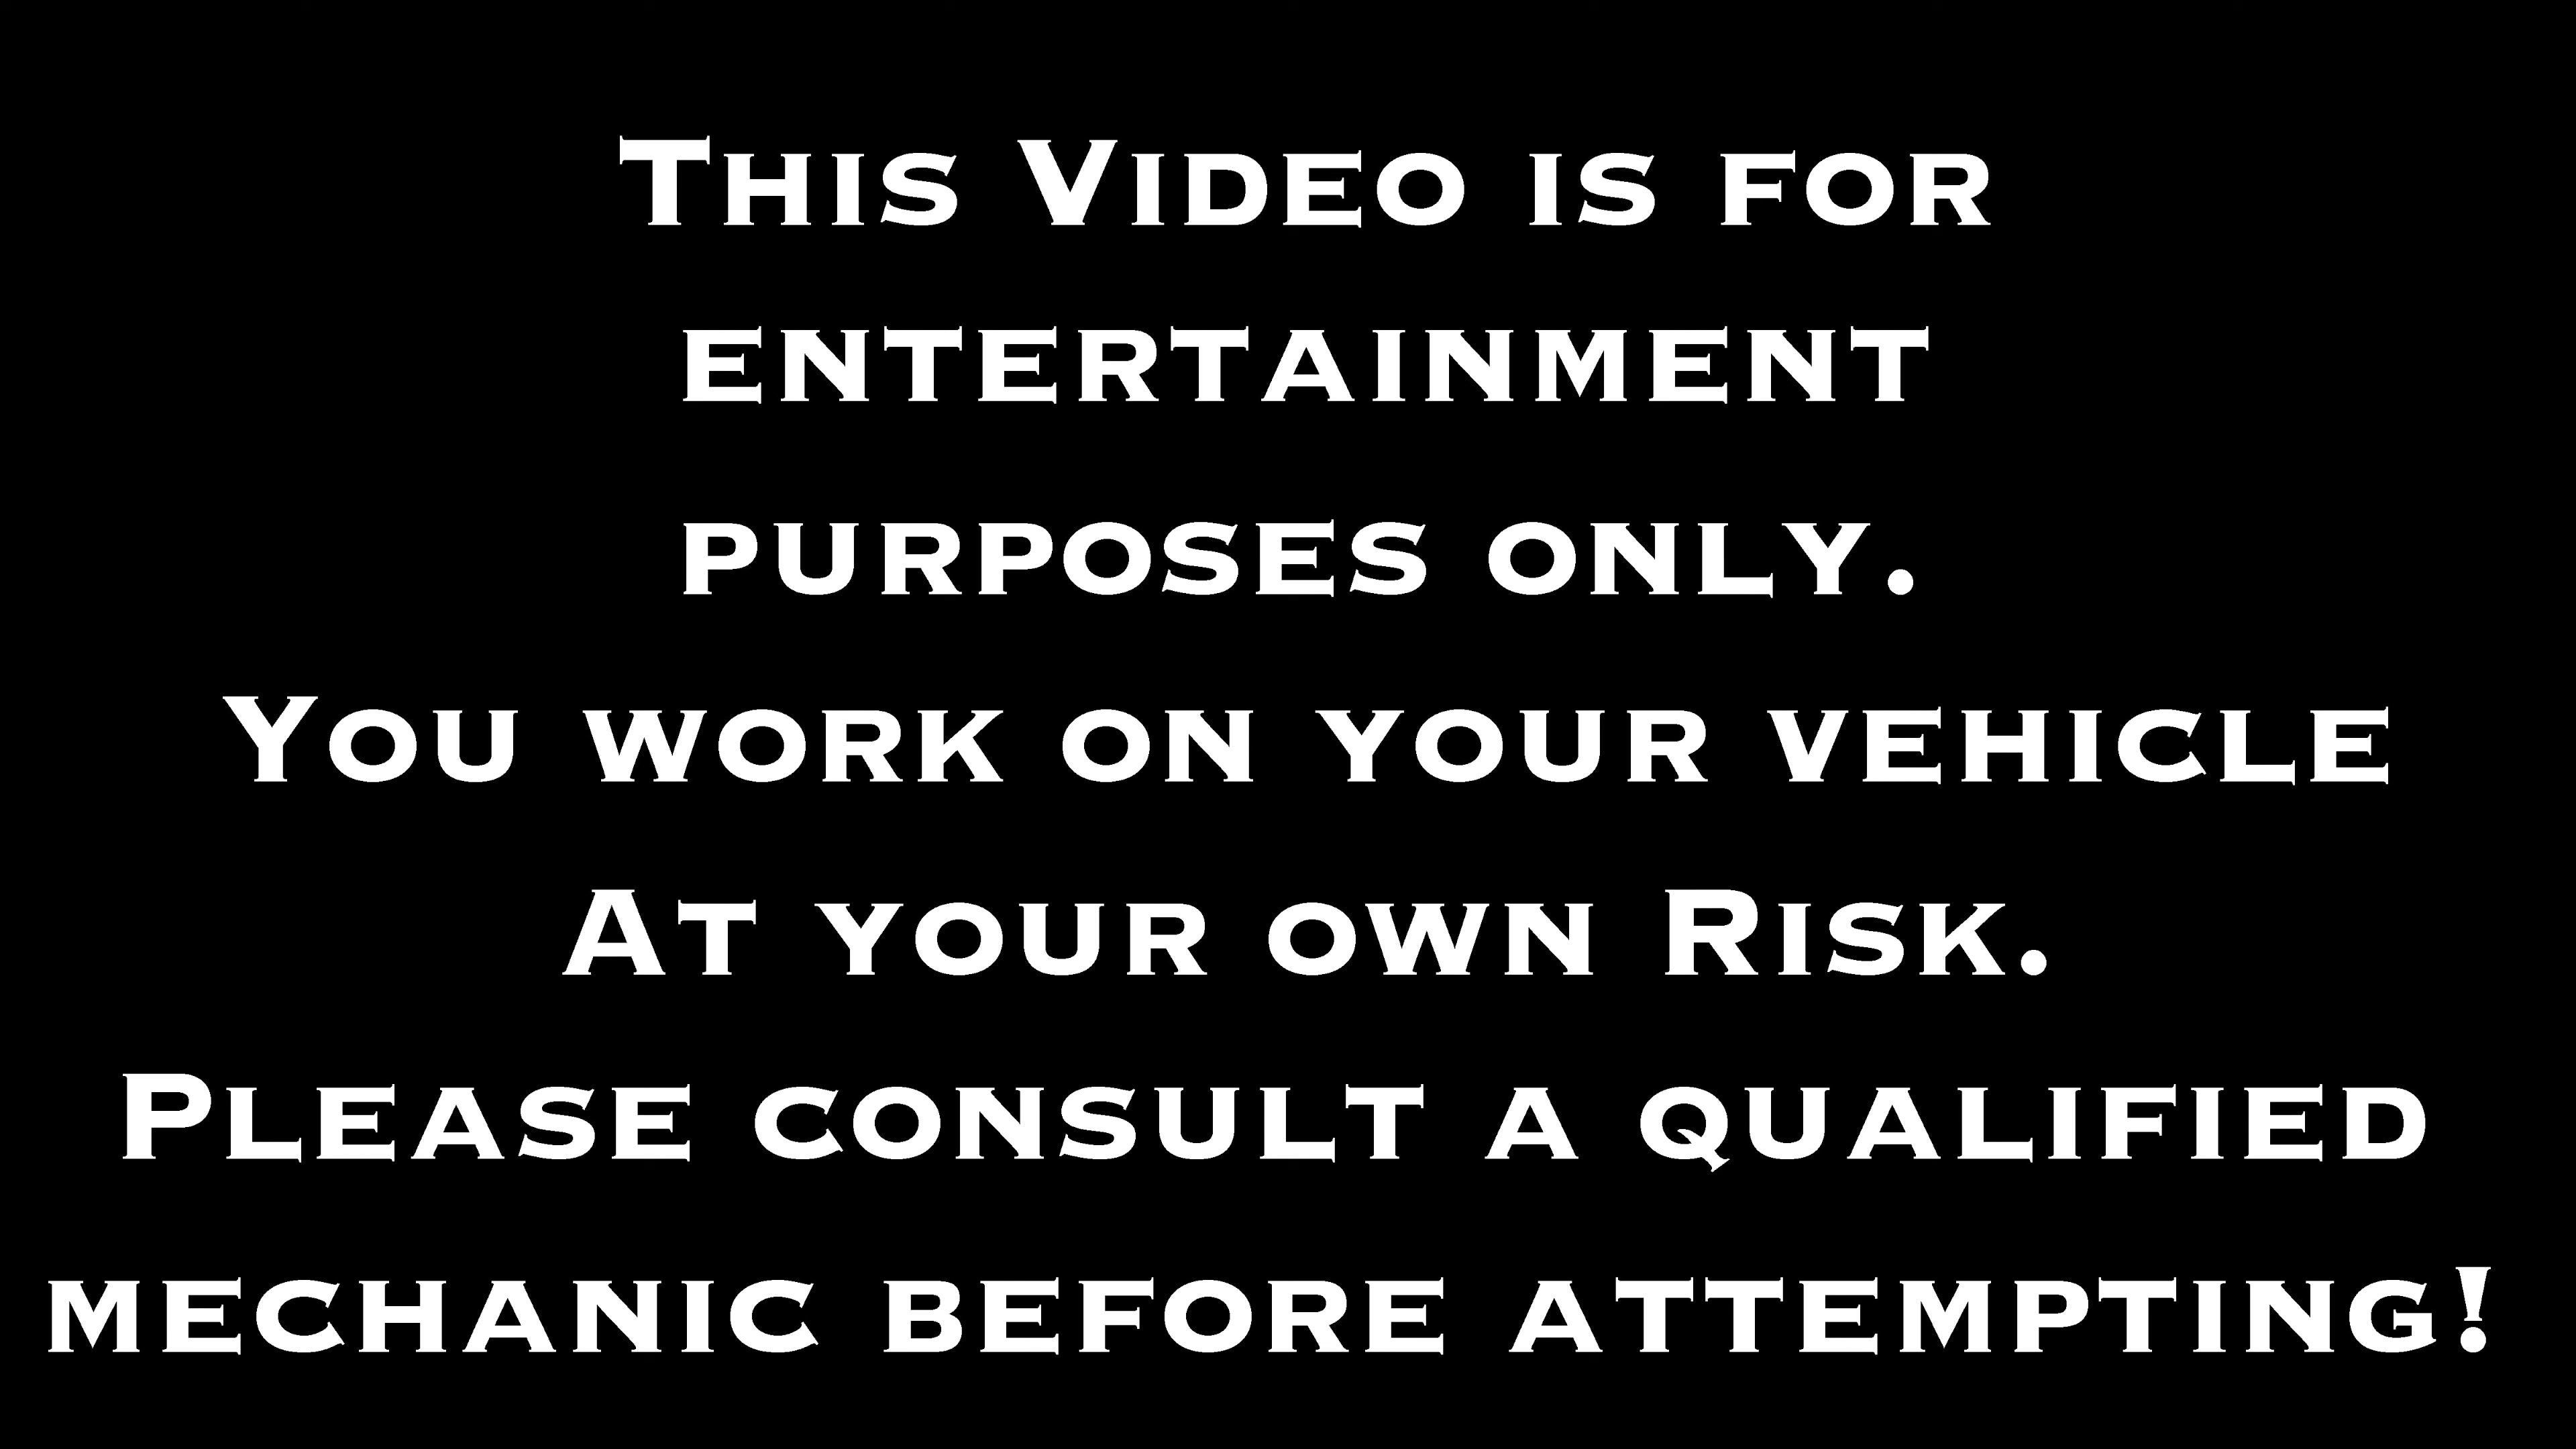 This Video is for
entertainment
purposes only.
You work on your vehicle
At your own Risk.
Please consult a qualified
mechanic before attempting!